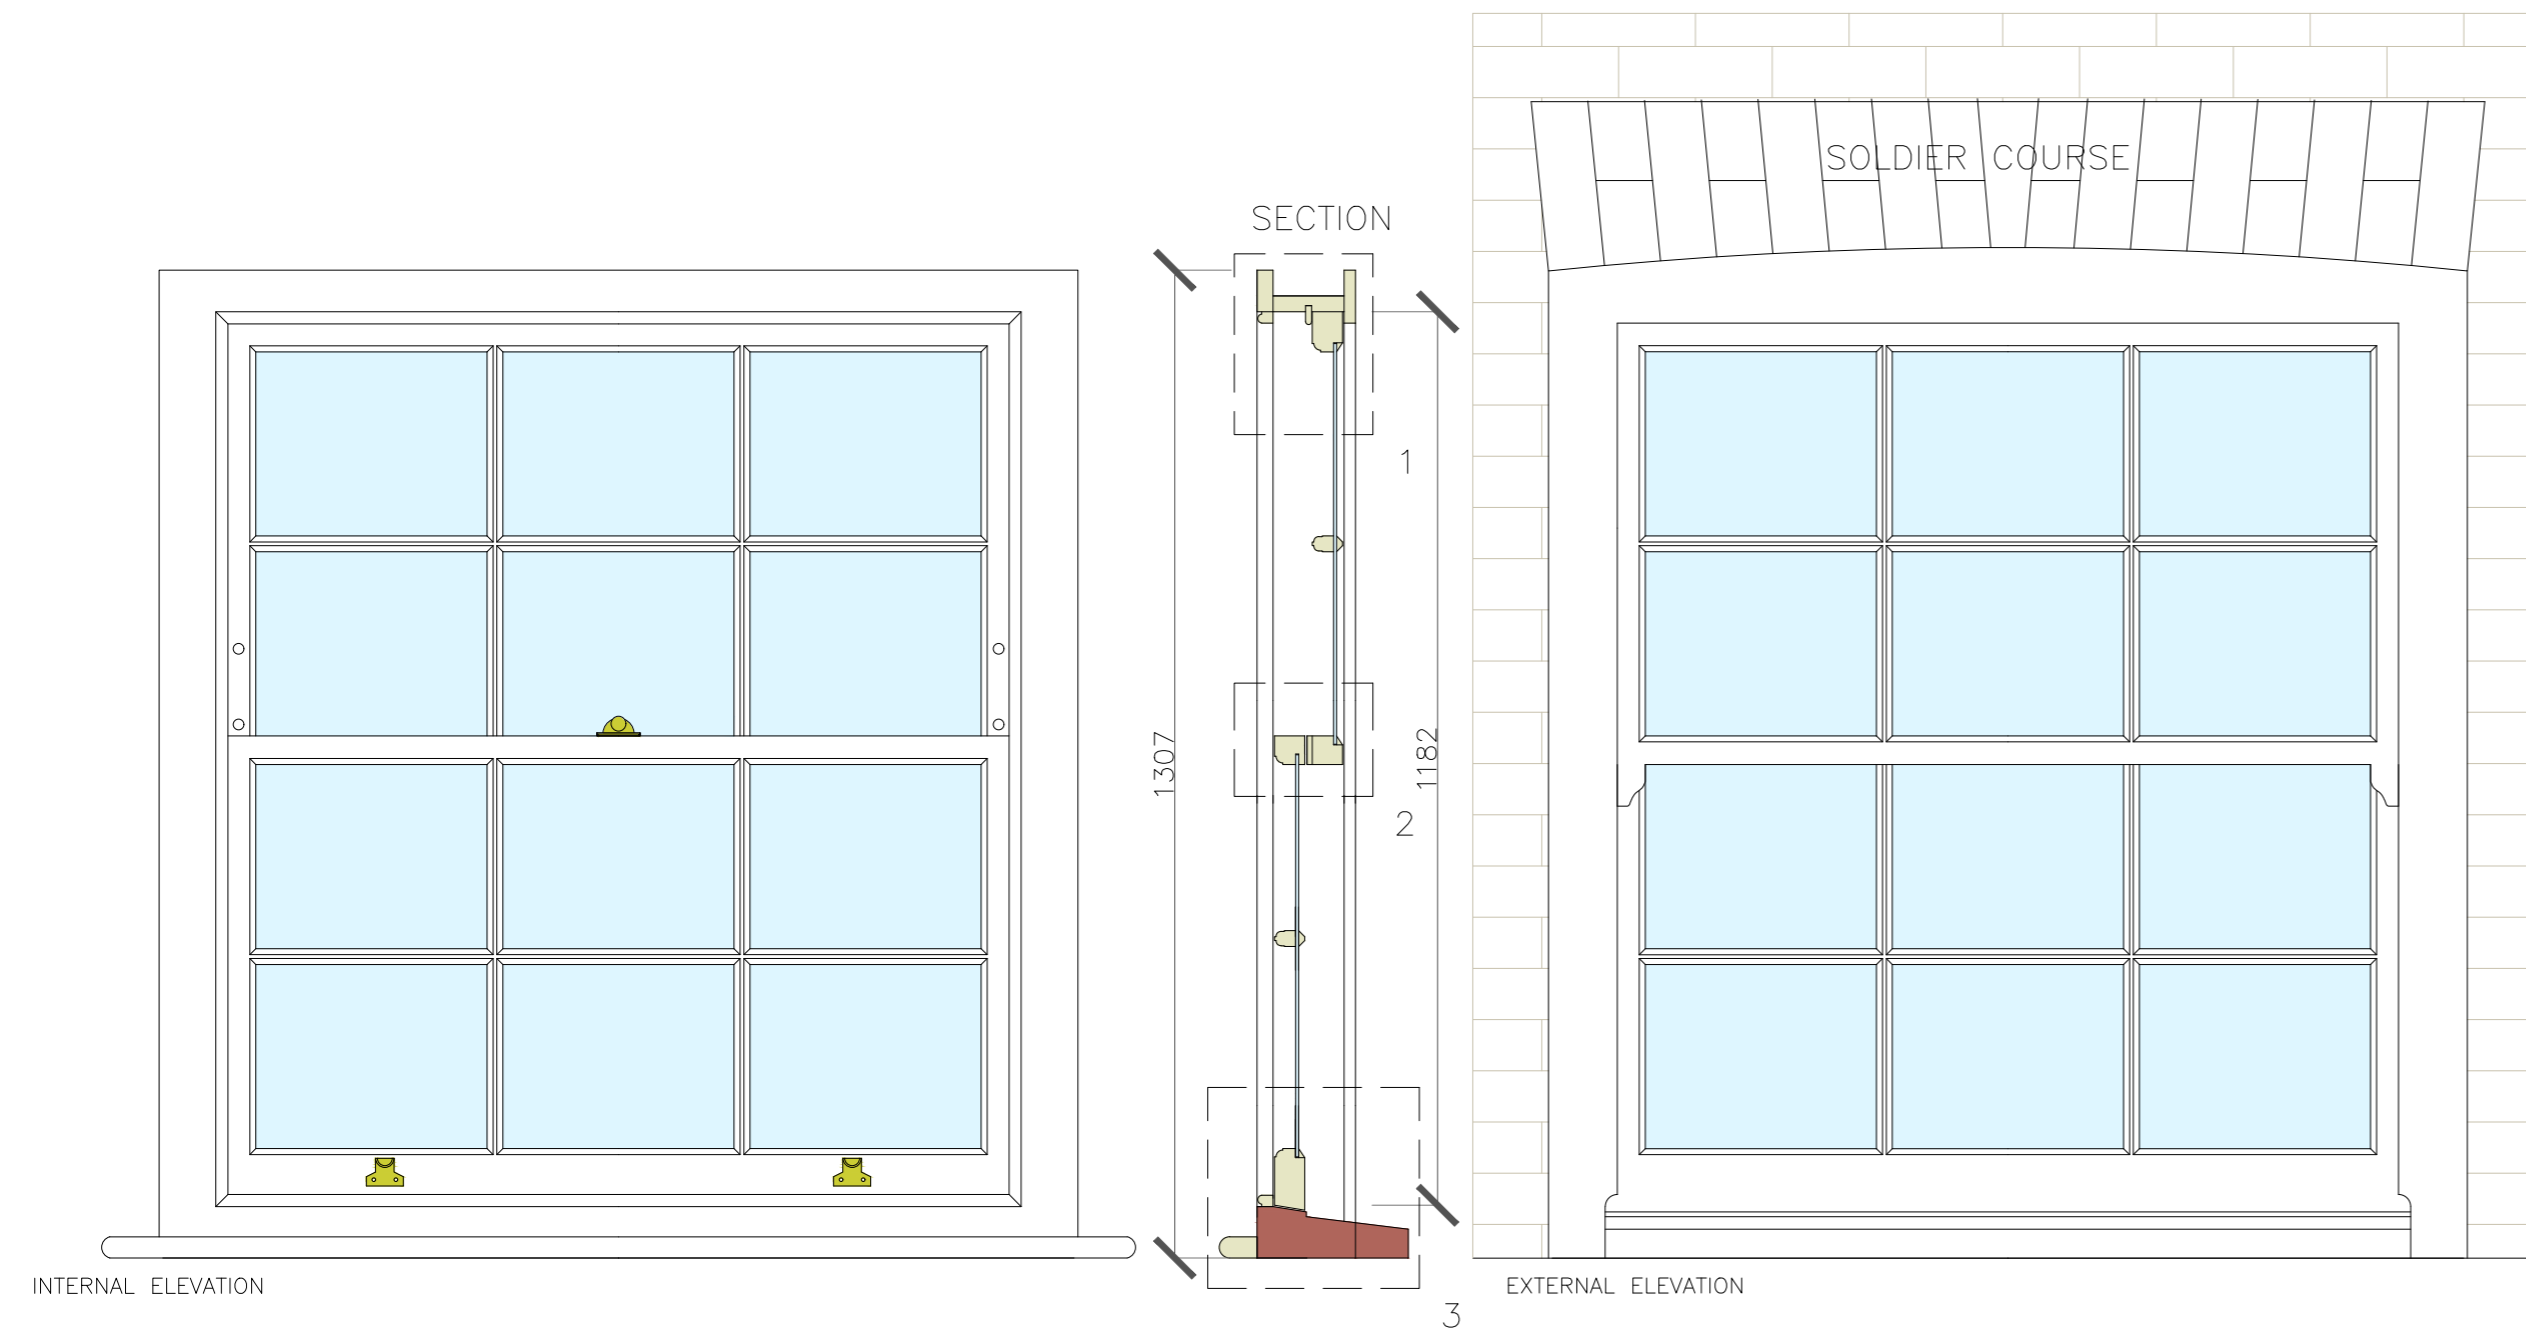 SOLDIER COURSE
SECTION
1
1307
1182
2
INTERNAL ELEVATION
EXTERNAL ELEVATION
3